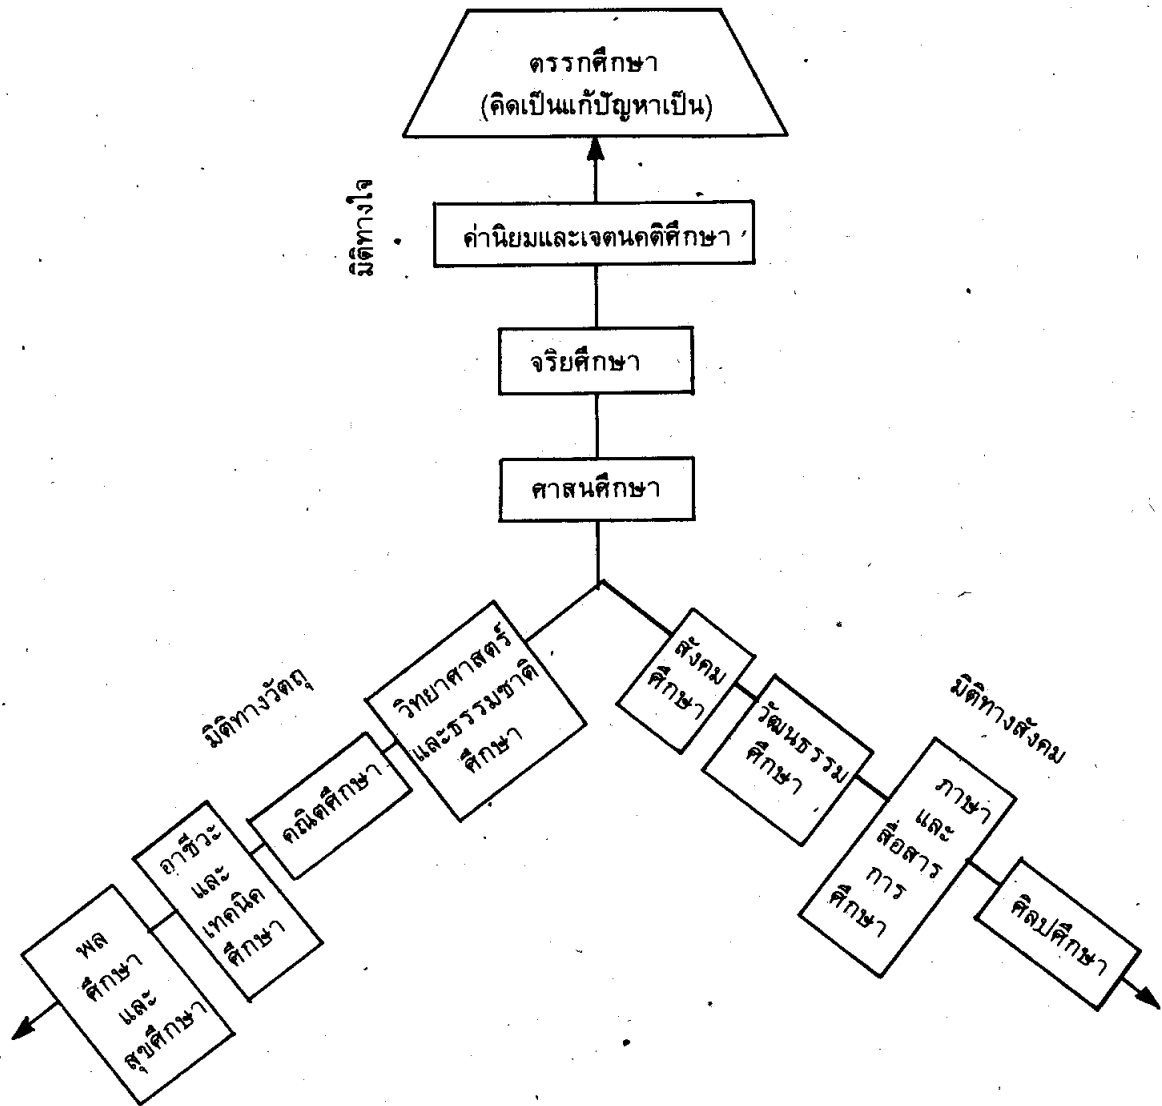 ตรรกศึกษา
(คิดเป็นแก้ปัญหาเป็น)
มิติทางใจ
ค่านิยมและเจตนคติศึกษา
จริยศึกษา
ศาสนศึกษา
มิติทางวัตถุ
วิทยาศาสตร์
และธรรมชาติ
ศึกษา
คณิตศึกษา
อาชีวะ
และ
เทคนิค
ศึกษา
พล
ศึกษา
และ
สุขศึกษา
มิติทางสังคม
สังคม
ศึกษา
วัฒนธรรม
ศึกษา
ภาษา
และ
สื่อสาร
การ
ศึกษา
ศิลปศึกษา